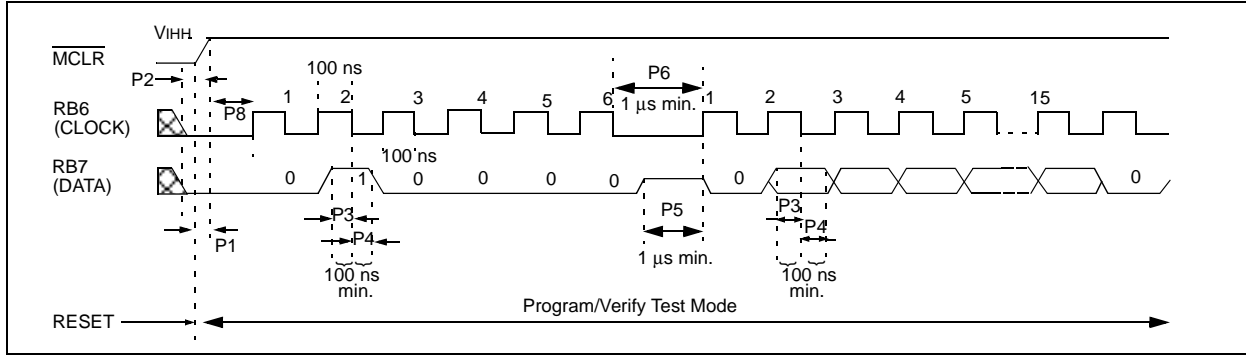 VIHH
MCLR
P2
100 ns
P6
P8
1 2 3 4 5 6 1 μs min. 1 2 3 4 5 15
RB6
(CLOCK)
100 ns
RB7
(DATA)
0 1 0 0 0 0 0 0
P3
P4
P5
P3
P4
P1
100 ns
min.
1 μs min.
100 ns
min.
Program/Verify Test Mode
RESET